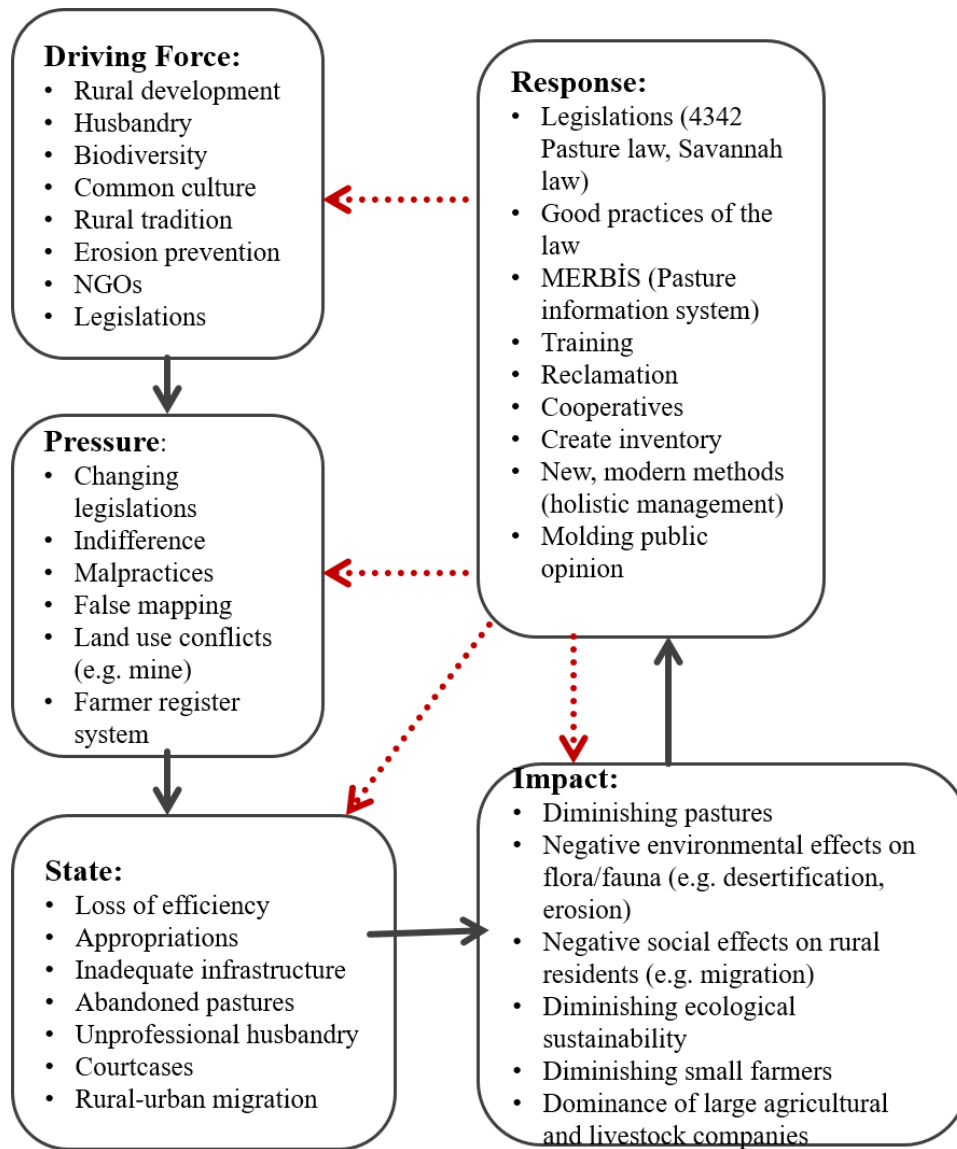 Driving Force:
• Rural development
• Husbandry
• Biodiversity
• Common culture
• Rural tradition
• Erosion prevention
• NGOs
• Legislations
Pressure:
• Changing
legislations
• Indifference
• Malpractices
• False mapping
• Land use conflicts
(e.g. mine)
• Farmer register
system
State:
• Loss of efficiency
• Appropriations
• Inadequate infrastructure
• Abandoned pastures
• Unprofessional husbandry
• Courtcases
• Rural-urban migration
Response:
• Legislations (4342
Pasture law, Savannah
law)
• Good practices of the
law
• MERBİS (Pasture
information system)
• Training
• Reclamation
• Cooperatives
• Create inventory
• New, modern methods
(holistic management)
• Molding public
opinion
Impact:
• Diminishing pastures
• Negative environmental effects on
flora/fauna (e.g. desertification,
erosion)
• Negative social effects on rural
residents (e.g. migration)
• Diminishing ecological
sustainability
• Diminishing small farmers
• Dominance of large agricultural
and livestock companies